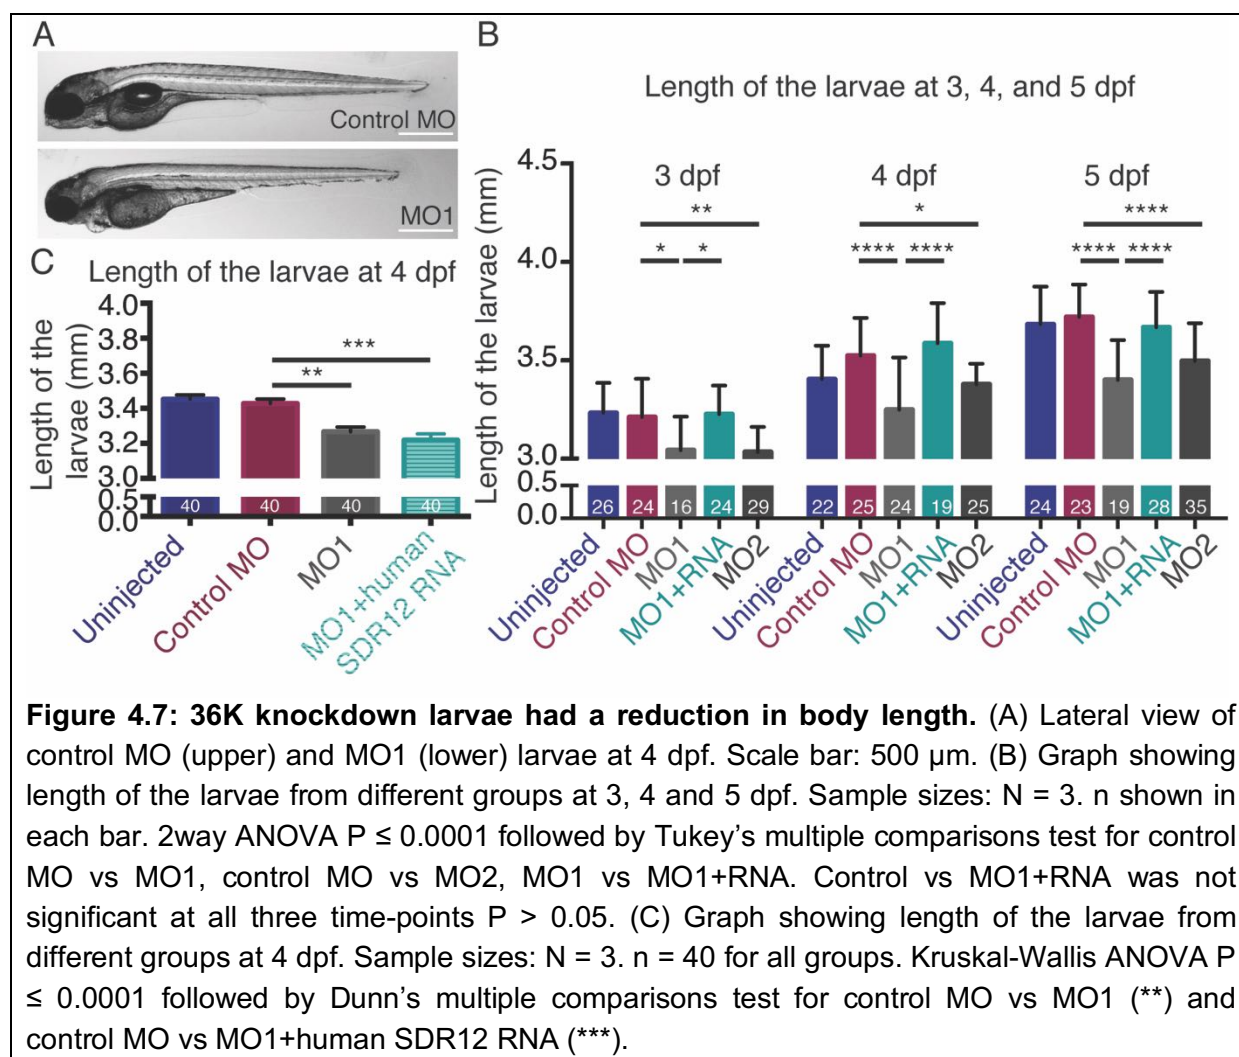 A
Control MO
MO1
B
Length of the larvae at 3, 4, and 5 dpf
Length of the larvae (mm)
4.5
4.0
3.5
3.0
0.5
0.0
3 dpf
4 dpf
5 dpf
**
*
****
* *
**** ****
**** ****
26 24 16 24 29
22 25 24 19 25
24 23 19 28 35
Uninjected
Control MO
MO1
MO1+RNA
MO2
Uninjected
Control MO
MO1
MO1+RNA
MO2
Uninjected
Control MO
MO1
MO1+RNA
MO2
C
Length of the larvae at 4 dpf
Length of the
larvae (mm)
4.0
3.8
3.6
3.4
3.2
3.0
0.5
0.0
***
**
40 40 40 40
Uninjected
Control MO
MO1
MO1+human
SDR12 RNA
Figure 4.7: 36K knockdown larvae had a reduction in body length. (A) Lateral view of
control MO (upper) and MO1 (lower) larvae at 4 dpf. Scale bar: 500 µm. (B) Graph showing
length of the larvae from different groups at 3, 4 and 5 dpf. Sample sizes: N = 3. n shown in
each bar. 2way ANOVA P ≤ 0.0001 followed by Tukey’s multiple comparisons test for control
MO vs MO1, control MO vs MO2, MO1 vs MO1+RNA. Control vs MO1+RNA was not
significant at all three time-points P > 0.05. (C) Graph showing length of the larvae from
different groups at 4 dpf. Sample sizes: N = 3. n = 40 for all groups. Kruskal-Wallis ANOVA P
≤ 0.0001 followed by Dunn’s multiple comparisons test for control MO vs MO1 (**) and
control MO vs MO1+human SDR12 RNA (***).